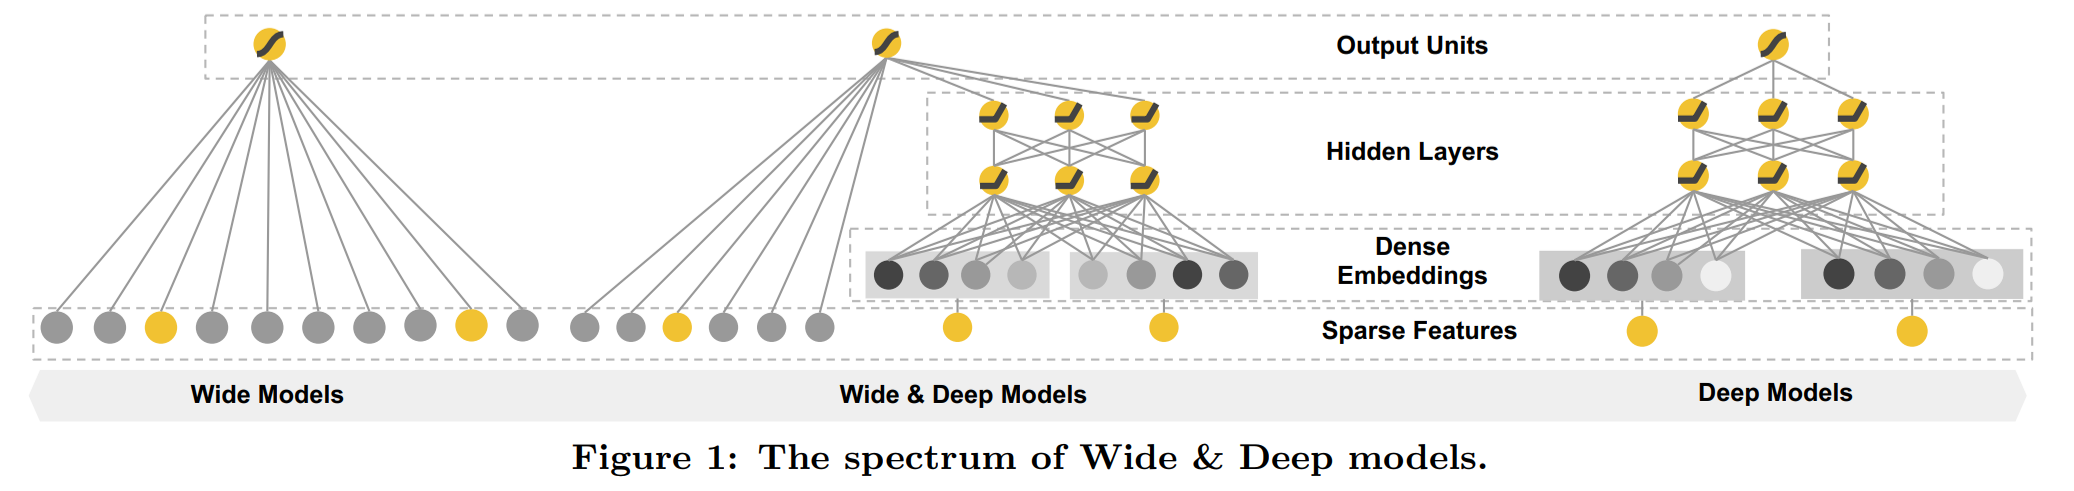 Output Units
Hidden Layers
Dense
Embeddings
Sparse Features
Wide Models
Wide & Deep Models
Deep Models
Figure 1: The spectrum of Wide & Deep models.